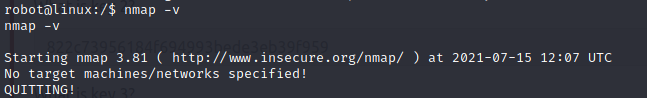 robot@linux:/$ nmap -v
nmap -v
Starting nmap 3.81 ( http://www.insecure.org/nmap/ ) at 2021-07-15 12:07 UTC
No target machines/networks specified!
QUITTING!